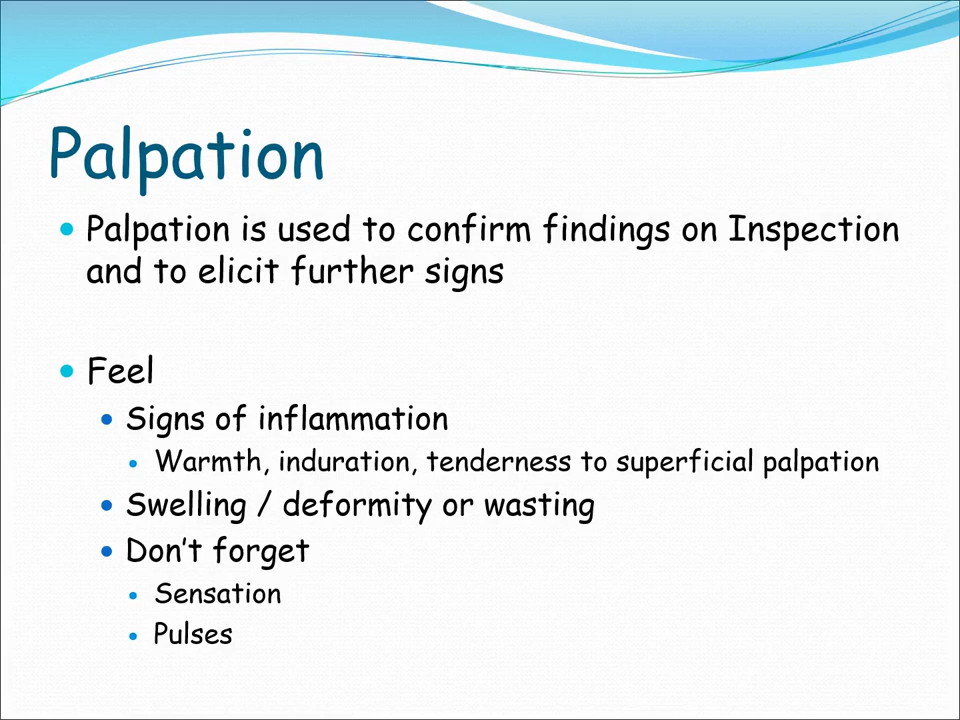 Palpation
• Palpation is used to confirm findings on Inspection
and to elicit further signs
• Feel
• Signs of inflammation
• Warmth, induration, tenderness to superficial palpation
• Swelling / deformity or wasting
• Don’t forget
• Sensation
• Pulses